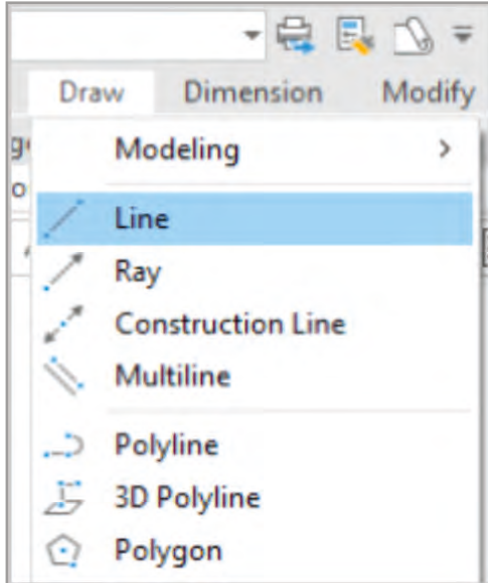 Draw Dimension Modify
Modeling
Line
Ray
Construction Line
Multiline
Polyline
3D Polyline
Polygon